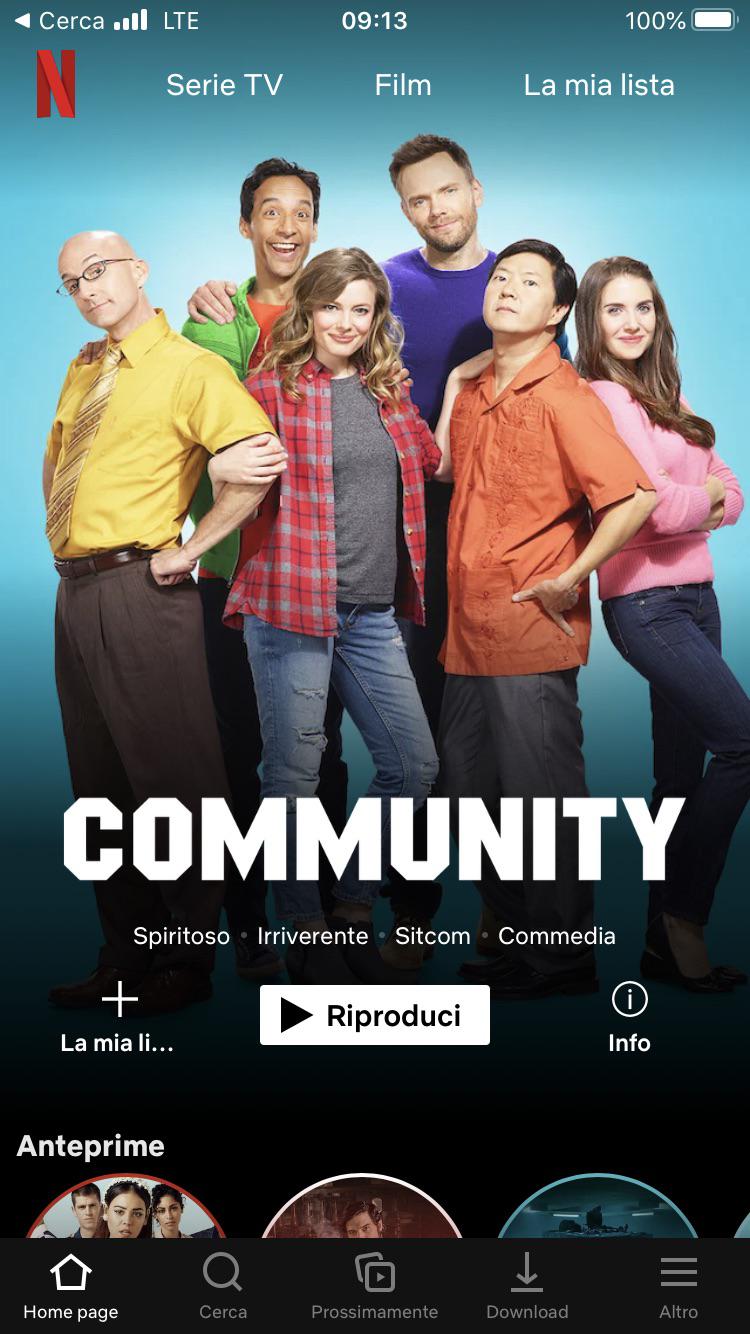 Cerca LTE 09:13 100%
N Serie TV Film La mia lista
COMMUNITY
Spiritoso • Irriverente • Sitcom • Commedia
La mia li... Riproduci Info
Anteprime
Home page Cerca Prossimamente Download Altro